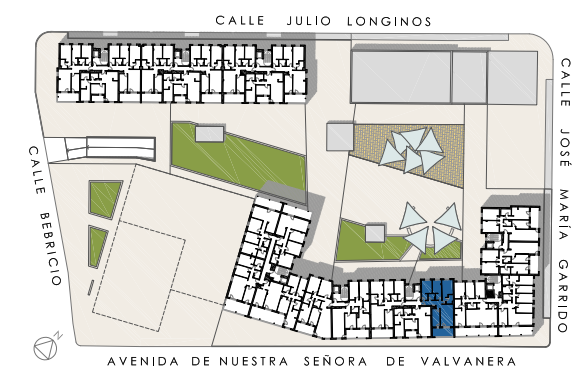 CALLE JULIO LONGINOS
CALLE JOSÉ MARÍA GARRIDO
CALLE BEBRICIO
N
AVENIDA DE NUESTRA SEÑORA DE VALVANERA